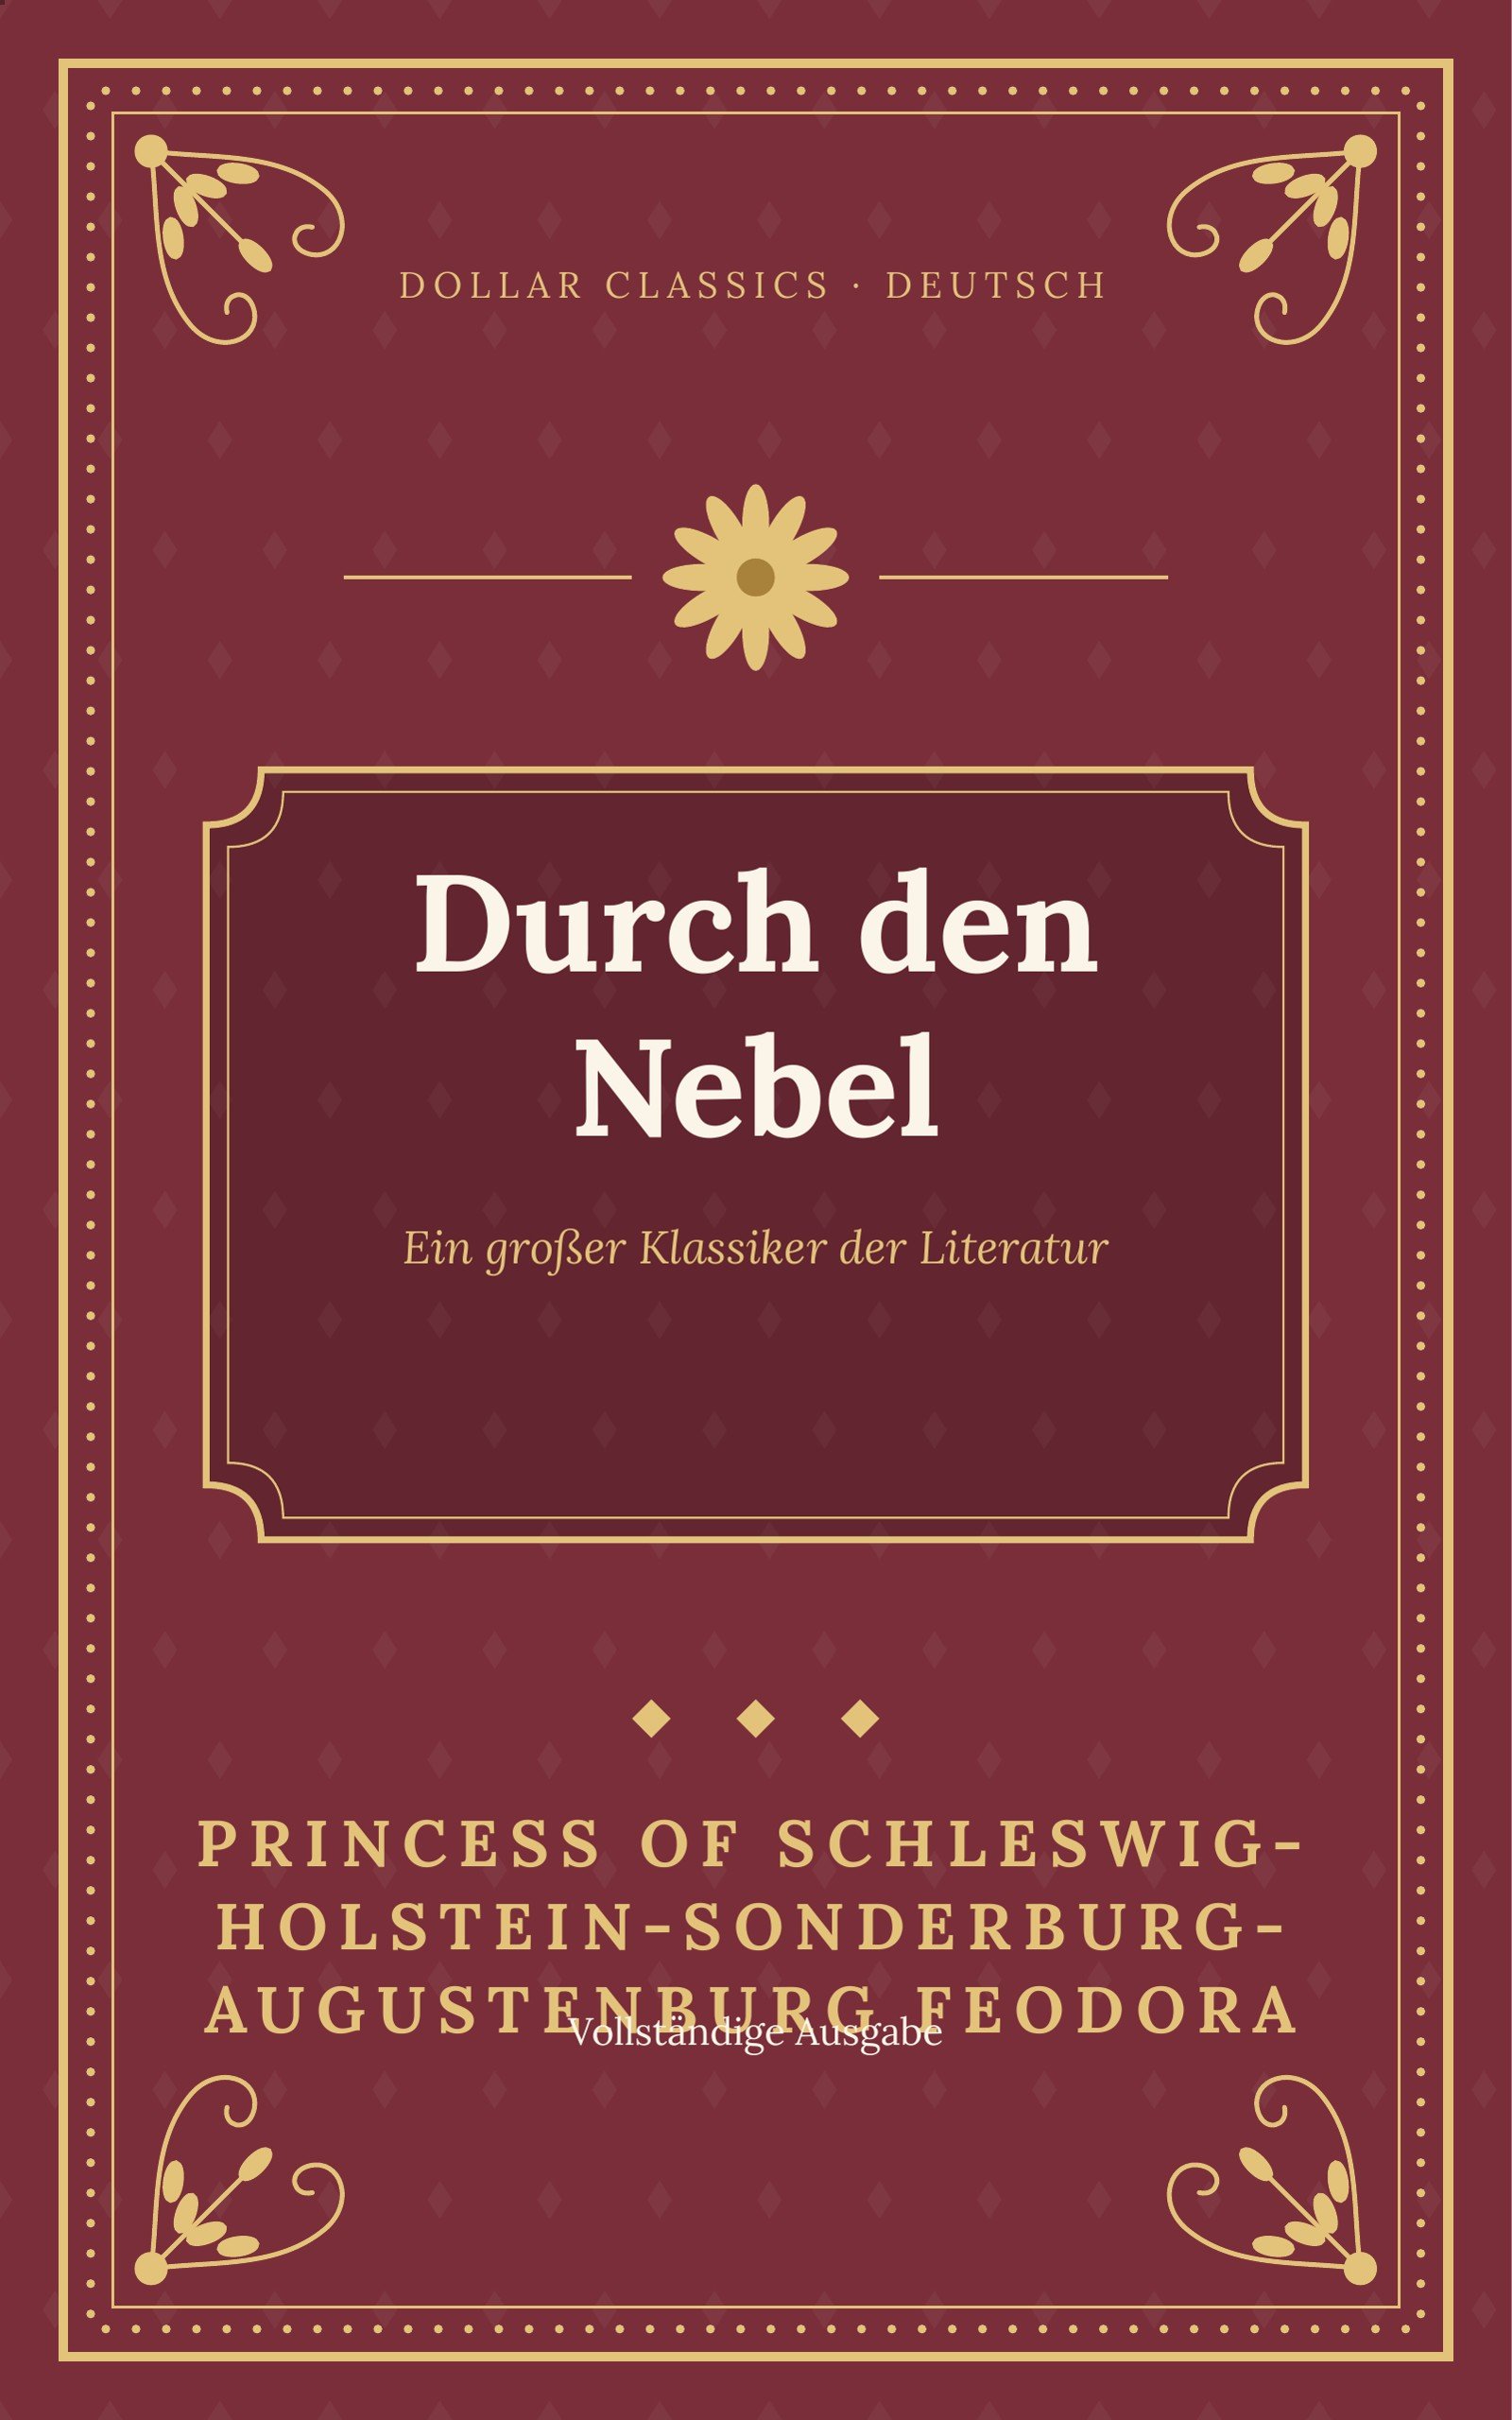 DOLLAR CLASSICS · DEUTSCH
Durch den
Nebel
Ein großer Klassiker der Literatur
PRINCESS OF SCHLESWIG-
HOLSTEIN-SONDERBURG-
AUGUSTENBURG FEODORA
Vollständige Ausgabe